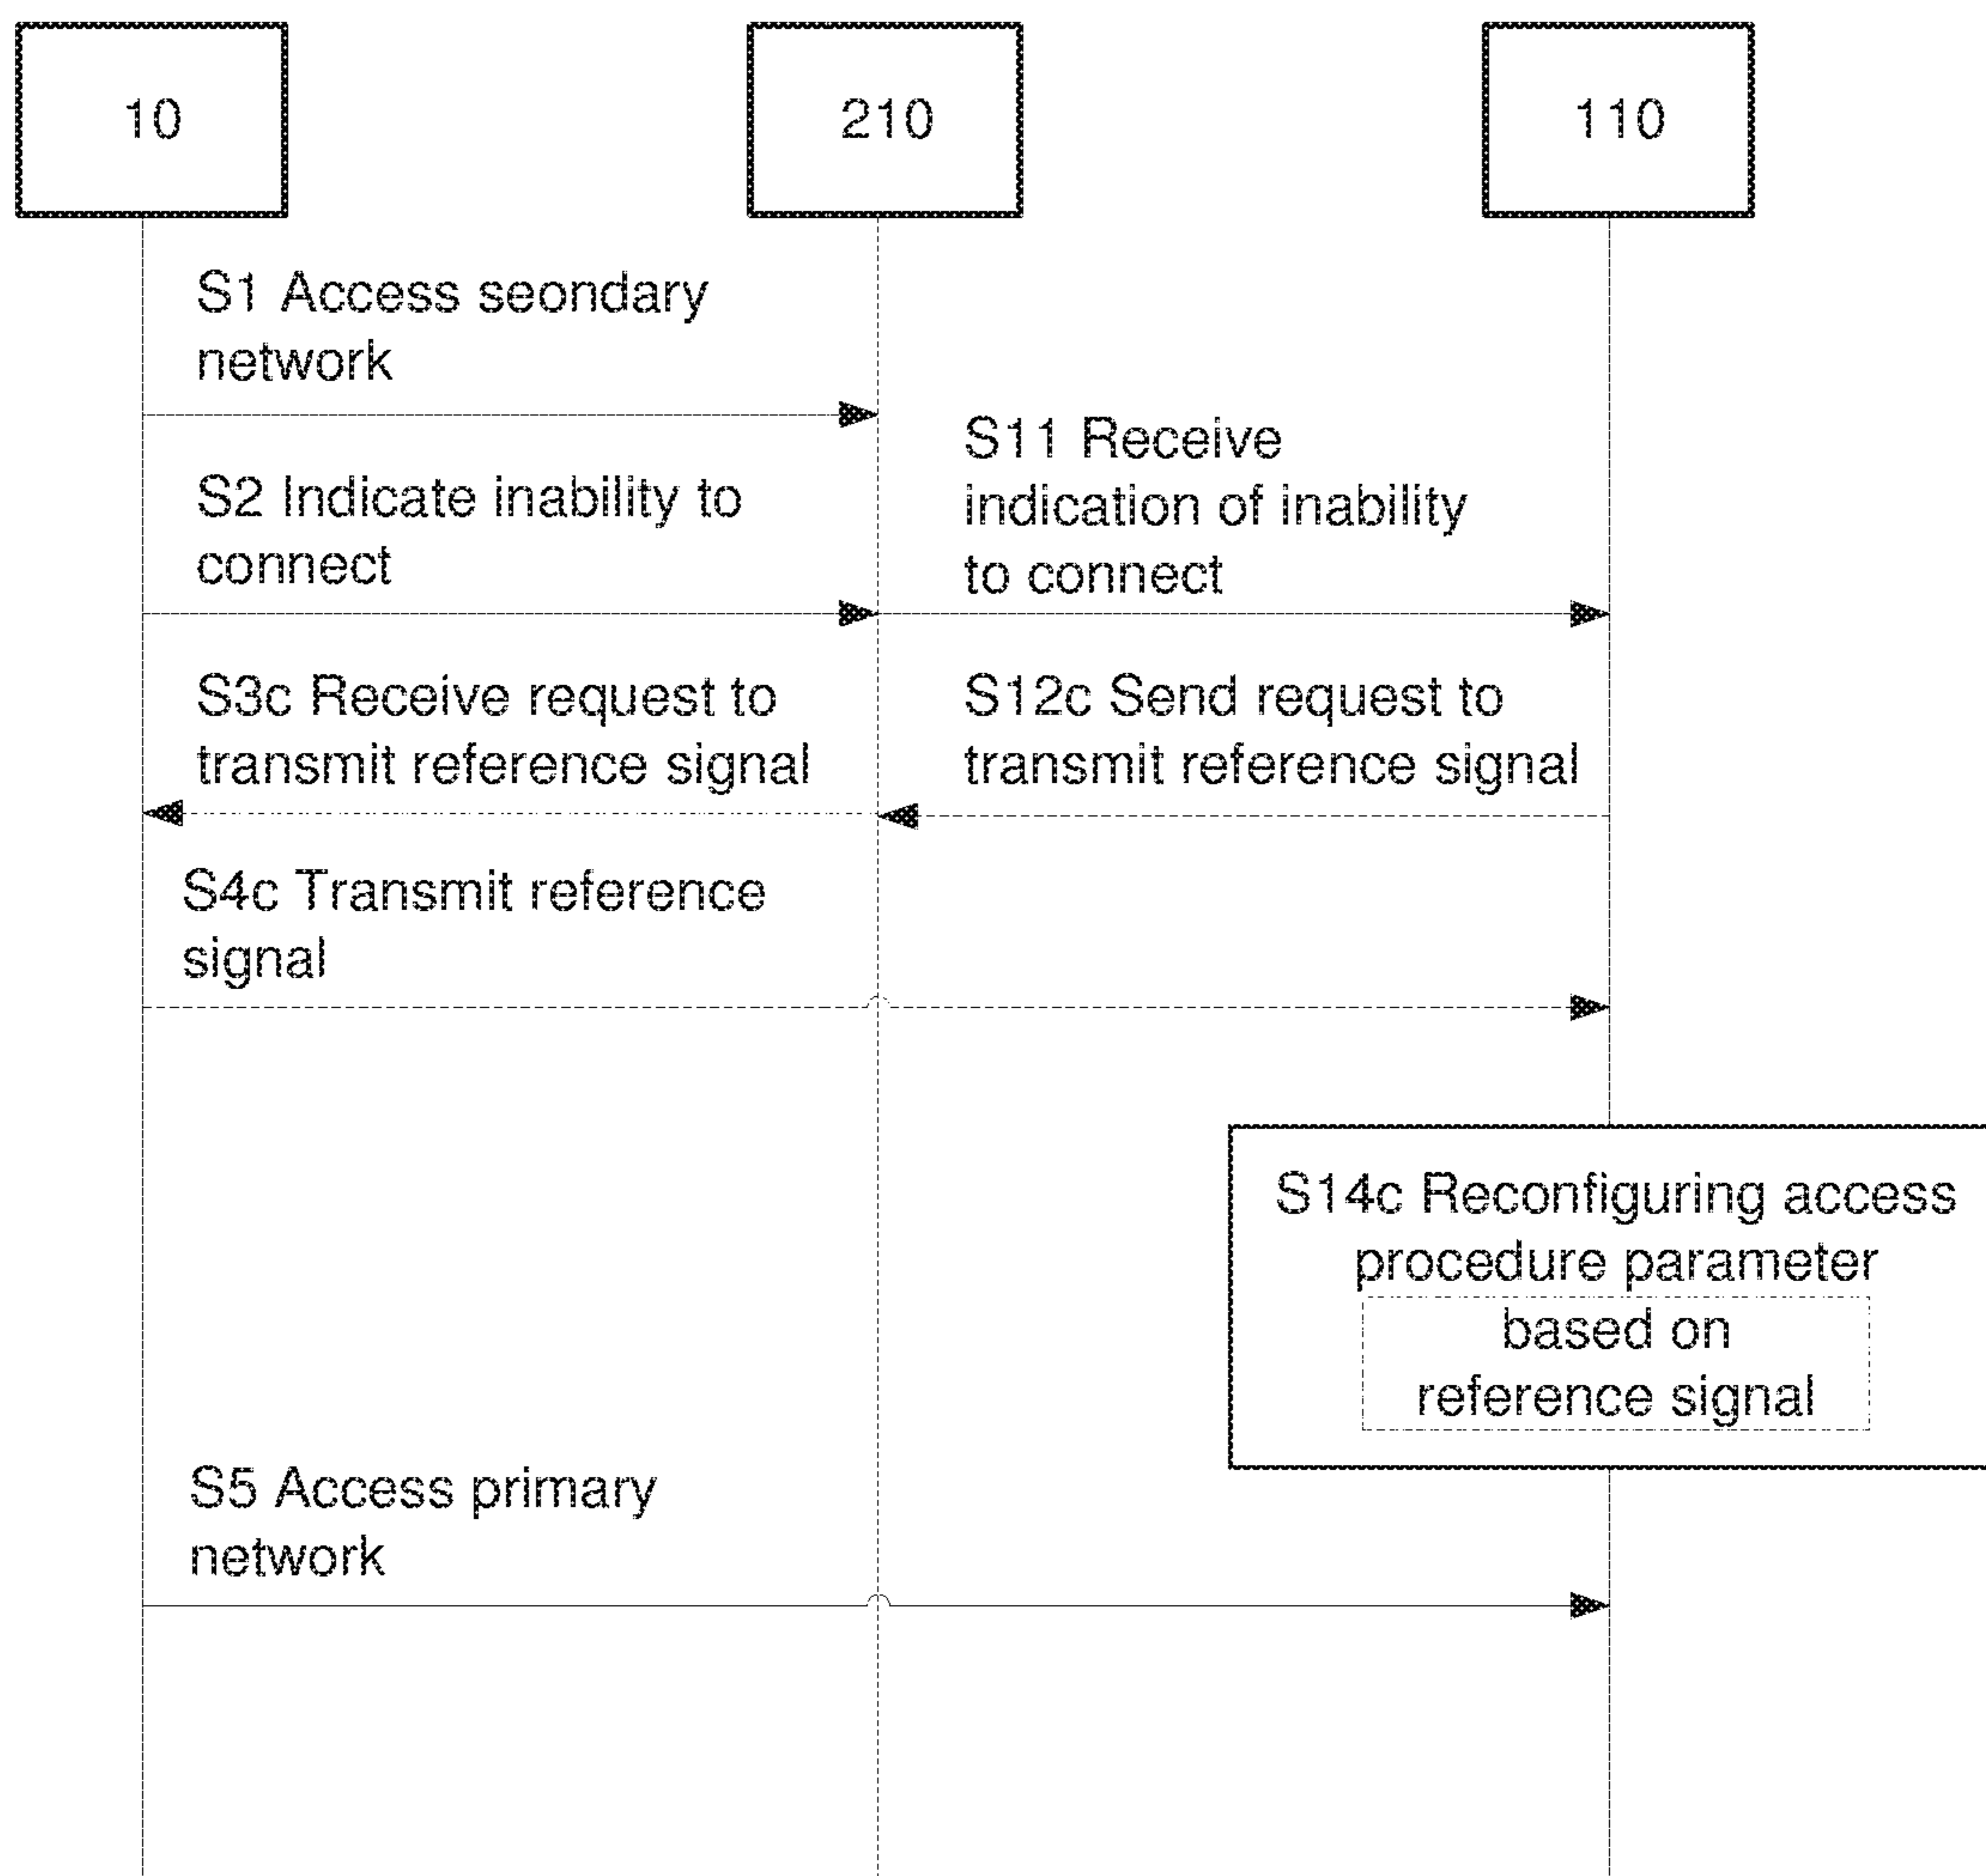 10
210
110
S1 Access seondary
network
S2 Indicate inability to
connect
S11 Receive
indication of inability
to connect
S3c Receive request to
transmit reference signal
S12c Send request to
transmit reference signal
S4c Transmit reference
signal
S14c Reconfiguring access
procedure parameter
based on
reference signal
S5 Access primary
network